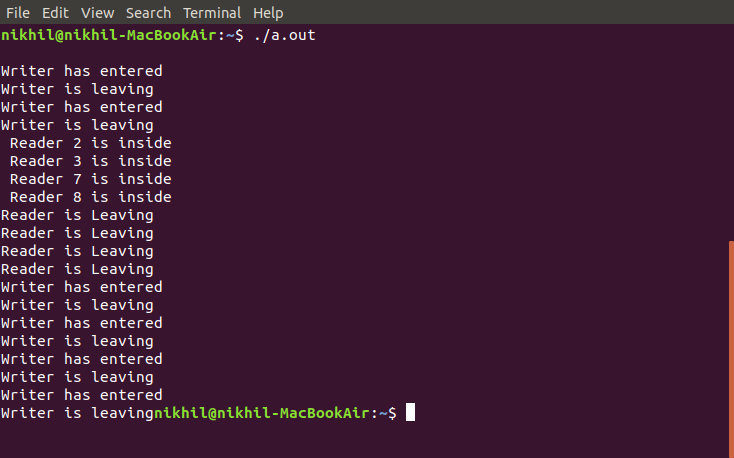 File Edit View Search Terminal Help
nikhil@nikhil-MacBookAir:~$ ./a.out
Writer has entered
Writer is leaving
Writer has entered
Writer is leaving
 Reader 2 is inside
 Reader 3 is inside
 Reader 7 is inside
 Reader 8 is inside
Reader is Leaving
Reader is Leaving
Reader is Leaving
Reader is Leaving
Writer has entered
Writer is leaving
Writer has entered
Writer is leaving
Writer has entered
Writer is leaving
Writer has entered
Writer is leavingnikhil@nikhil-MacBookAir:~$